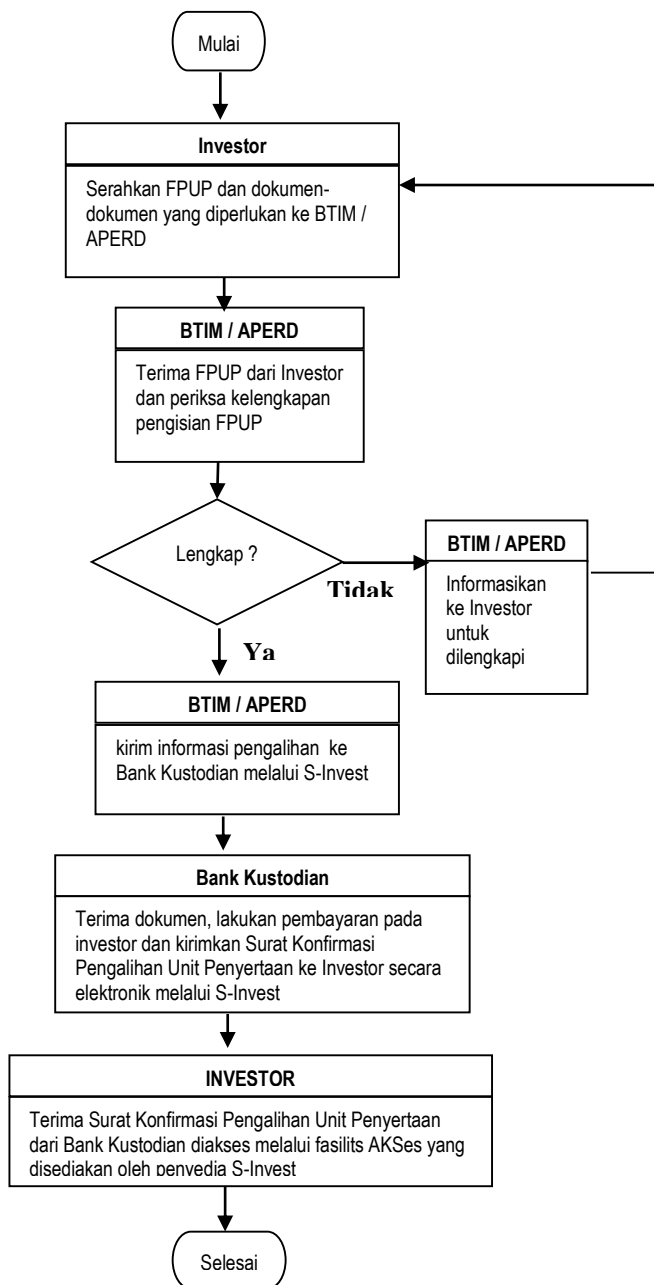 Mulai
Investor
Serahkan FPUP dan dokumen-
dokumen yang diperlukan ke BTIM /
APERD
BTIM / APERD
Terima FPUP dari Investor
dan periksa kelengkapan
pengisian FPUP
Lengkap ?
Tidak
BTIM / APERD
Informasikan
ke Investor
untuk
dilengkapi
Ya
BTIM / APERD
kirim informasi pengalihan ke
Bank Kustodian melalui S-Invest
Bank Kustodian
Terima dokumen, lakukan pembayaran pada
investor dan kirimkan Surat Konfirmasi
Pengalihan Unit Penyertaan ke Investor secara
elektronik melalui S-Invest
INVESTOR
Terima Surat Konfirmasi Pengalihan Unit Penyertaan
dari Bank Kustodian diakses melalui fasilits AKSes yang
disediakan oleh penyedia S-Invest
Selesai